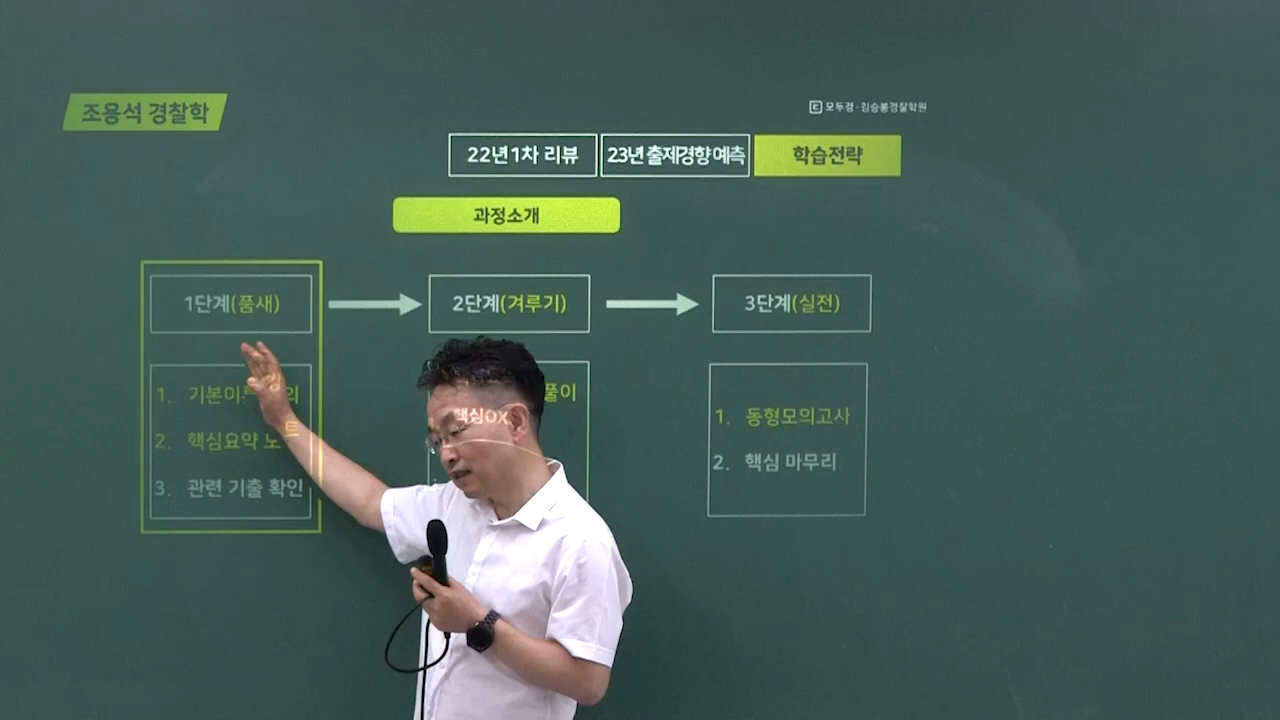 조용석 경찰학
모두경·김승봉경찰학원
22년 1차 리뷰
23년 출제경향 예측
학습전략
과정소개
1단계(품새)
2단계(겨루기)
3단계(실전)
1. 기본이론 의
2. 핵심요약 노트
3. 관련 기출 확인
풀이
핵심OX
1. 동형모의고사
2. 핵심 마무리